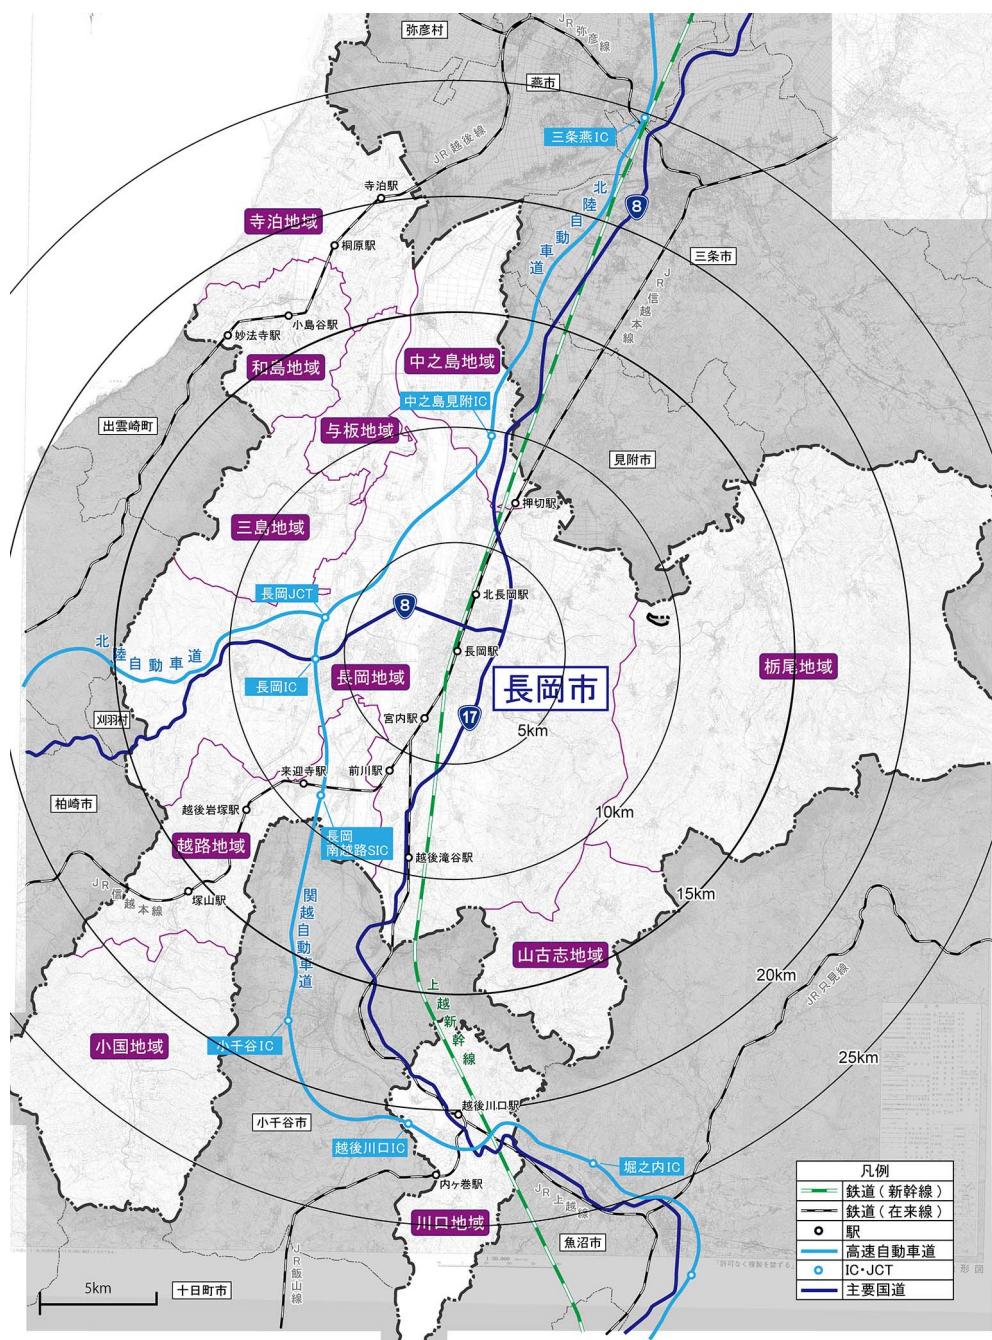 弥彦村
JR弥彦線
燕市
三条燕IC
JR越後線
北陸自動車道
8
寺泊駅
寺泊地域
桐原駅
三条市
JR信越本線
小島谷駅
妙法寺駅
和島地域
中之島地域
中之島見附IC
出雲崎町
与板地域
見附市
押切駅
三島地域
長岡JCT
8
北長岡駅
北陸自動車道
長岡駅
長岡IC
長岡地域
長岡市
栃尾地域
刈羽村
宮内駅
17
5km
来迎寺駅
前川駅
柏崎市
越後岩塚駅
長岡
南越路SIC
10km
越路地域
越後滝谷駅
JR信越本線
塚山駅
15km
関越自動車道
山古志地域
20km
JR只見線
上越新幹線
小国地域
小千谷IC
25km
小千谷市
越後川口駅
越後川口IC
堀之内IC
内ヶ巻駅
JR上越線
川口地域
魚沼市
JR飯山線
十日町市
5km
凡例
鉄道(新幹線)
鉄道(在来線)
駅
高速自動車道
IC・JCT
主要国道
「許可なく複製を禁ずる」
形図